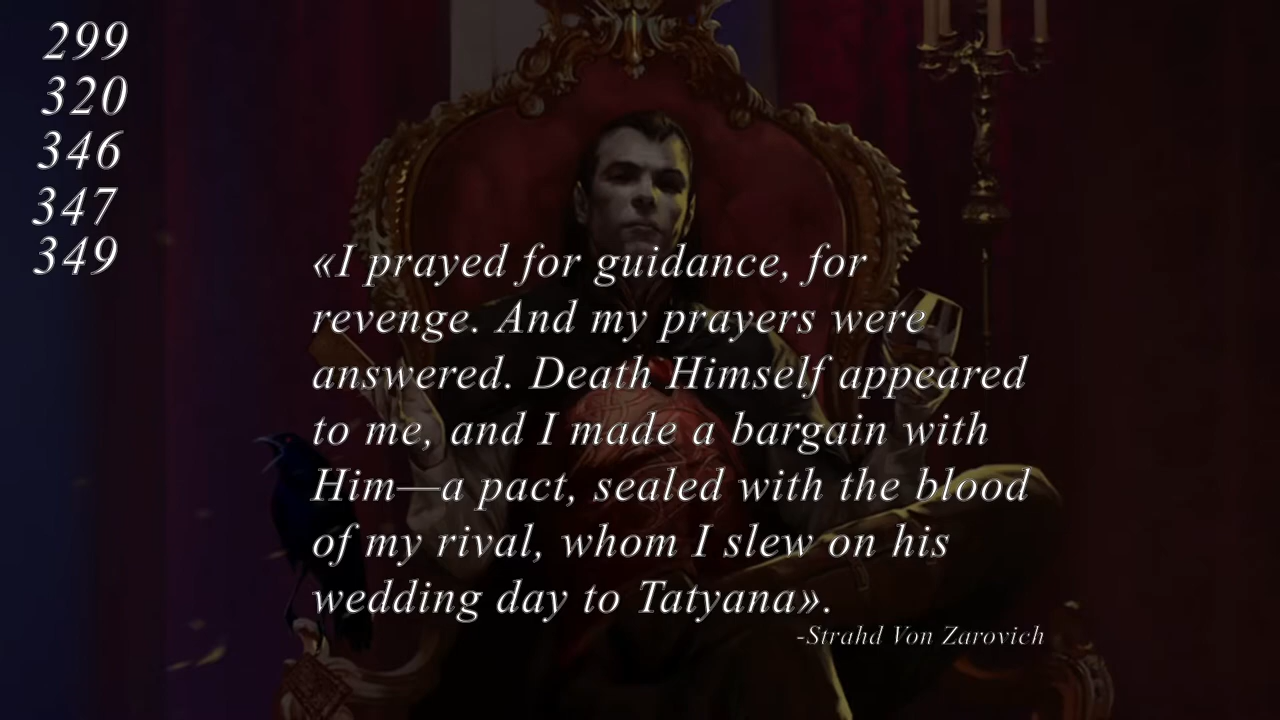 299
320
346
347
349
«I prayed for guidance, for
revenge. And my prayers were
answered. Death Himself appeared
to me, and I made a bargain with
Him—a pact, sealed with the blood
of my rival, whom I slew on his
wedding day to Tatyana».
-Strahd Von Zarovich